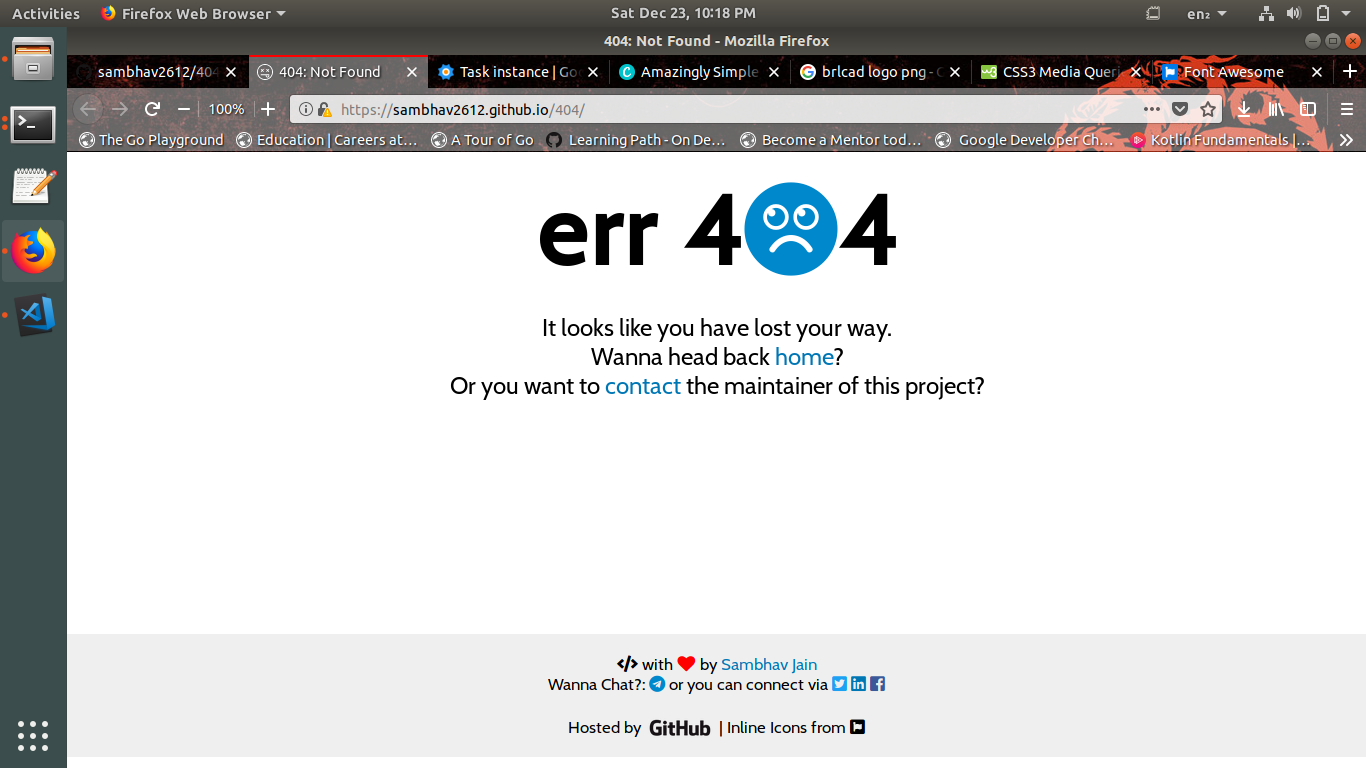 Activities Firefox Web Browser Sat Dec 23, 10:18 PM en₂
404: Not Found - Mozilla Firefox
sambhav2612/404 404: Not Found Task instance | Go Amazingly Simple brlcad logo png - G CSS3 Media Queri Font Awesome
100% https://sambhav2612.github.io/404/
The Go Playground Education | Careers at... A Tour of Go Learning Path - On De... Become a Mentor tod... Google Developer Ch... Kotlin Fundamentals |...
err 4 4
It looks like you have lost your way.
Wanna head back home?
Or you want to contact the maintainer of this project?
</> with by Sambhav Jain
Wanna Chat?: or you can connect via
Hosted by GitHub | Inline Icons from